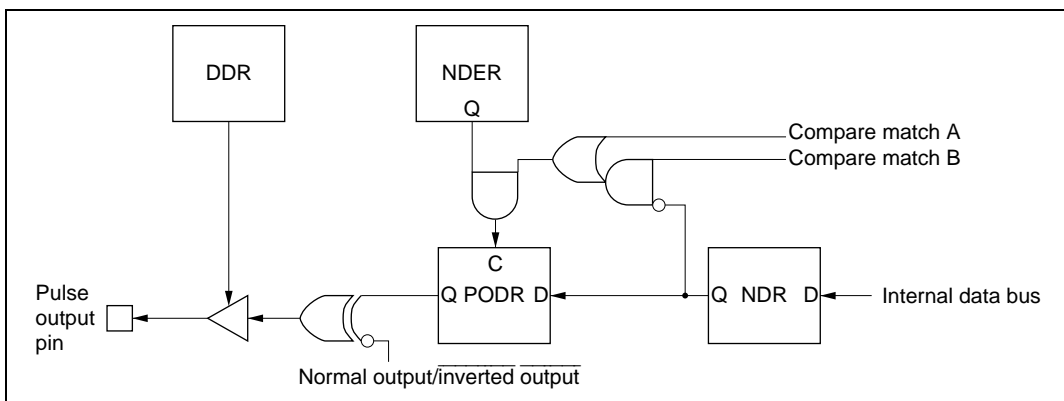 DDR
NDER
Q
Compare match A
Compare match B
C
Q PODR D
Q NDR D
Internal data bus
Pulse
output
pin
Normal output/inverted output